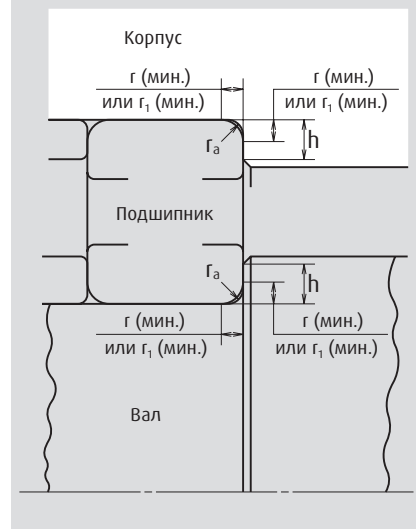 Корпус
r (мин.)
или r₁ (мин.)
r (мин.)
или r₁ (мин.)
rₐ
h
Подшипник
rₐ
h
r (мин.)
или r₁ (мин.)
r (мин.)
или r₁ (мин.)
Вал